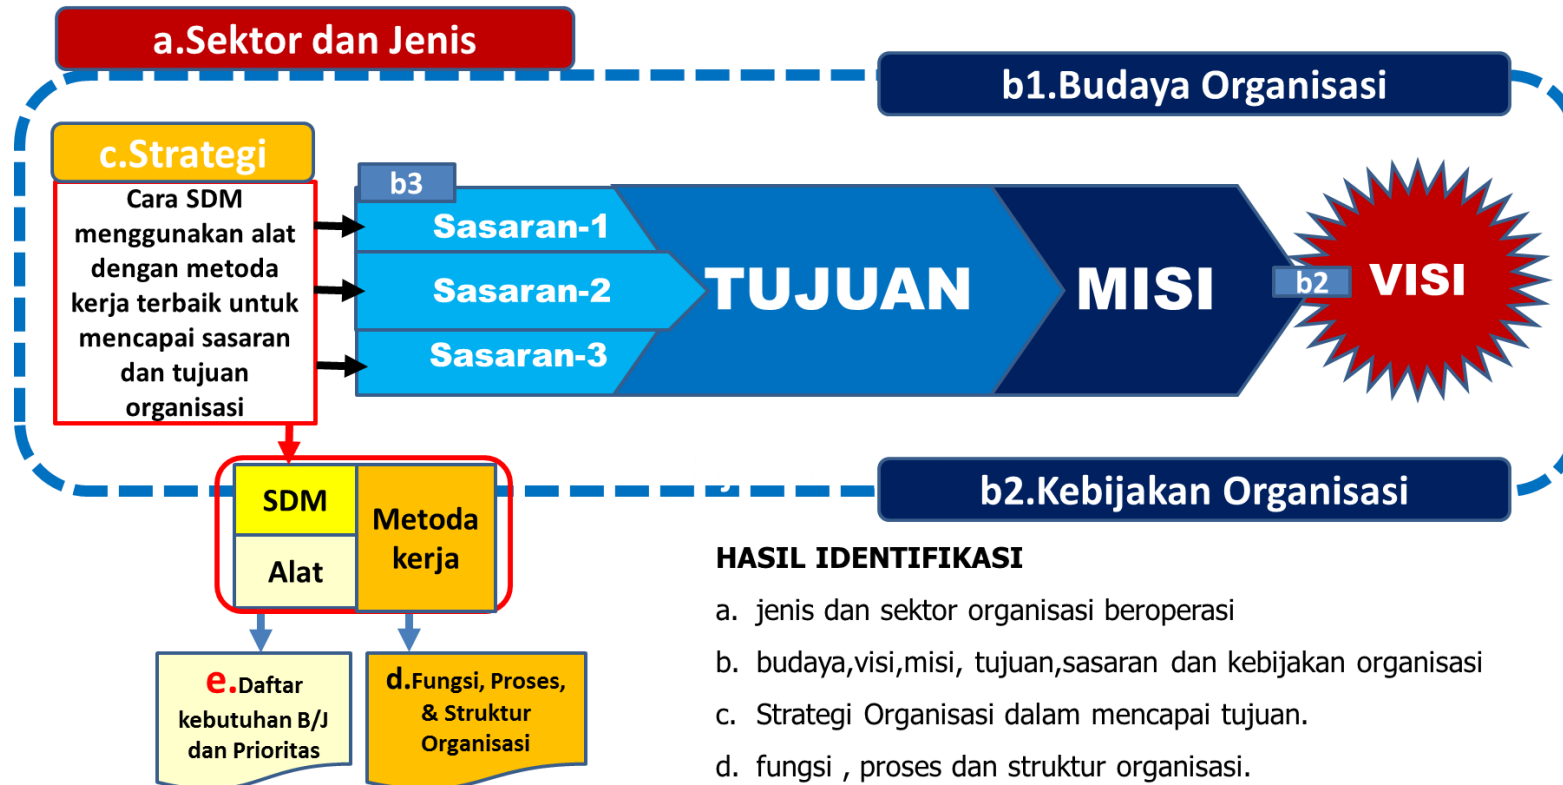 a.Sektor dan Jenis
b1.Budaya Organisasi
c.Strategi
Cara SDM
menggunakan alat
dengan metoda
kerja terbaik untuk
mencapai sasaran
dan tujuan
organisasi
b3
Sasaran-1
Sasaran-2
Sasaran-3
TUJUAN
MISI
b2
VISI
SDM
Alat
Metoda
kerja
b2.Kebijakan Organisasi
e.Daftar
kebutuhan B/J
dan Prioritas
d.Fungsi, Proses,
& Struktur
Organisasi
HASIL IDENTIFIKASI
a. jenis dan sektor organisasi beroperasi
b. budaya,visi,misi, tujuan,sasaran dan kebijakan organisasi
c. Strategi Organisasi dalam mencapai tujuan.
d. fungsi , proses dan struktur organisasi.